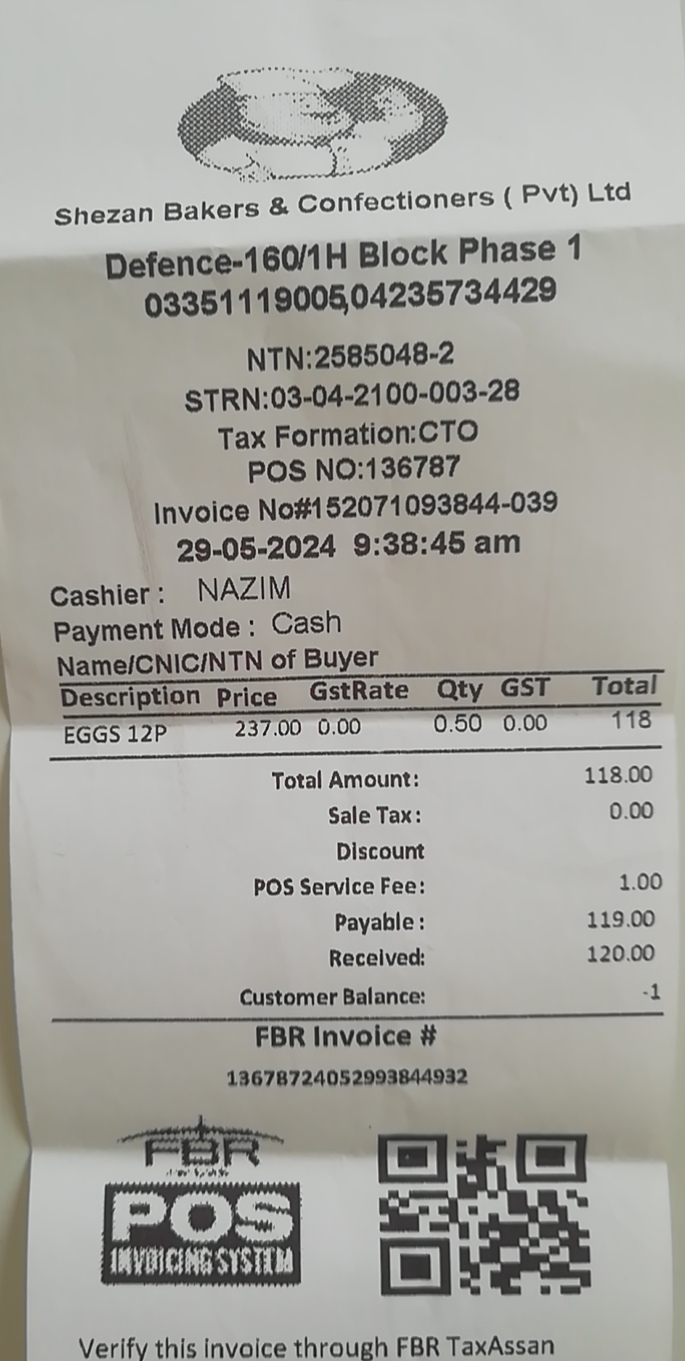 Shezan Bakers & Confectioners ( Pvt) Ltd
Defence-160/1H Block Phase 1
03351119005,04235734429
NTN:2585048-2
STRN:03-04-2100-003-28
Tax Formation:CTO
POS NO:136787
Invoice No#152071093844-039
29-05-2024 9:38:45 am
Cashier : NAZIM
Payment Mode : Cash
Name/CNIC/NTN of Buyer
Description Price GstRate Qty GST Total
EGGS 12P 237.00 0.00 0.50 0.00 118
Total Amount: 118.00
Sale Tax: 0.00
Discount
POS Service Fee: 1.00
Payable : 119.00
Received: 120.00
Customer Balance: -1
FBR Invoice #
13678724052993844932
FBR
POS
INVOICING SYSTEM
Verify this invoice through FBR TaxAssan